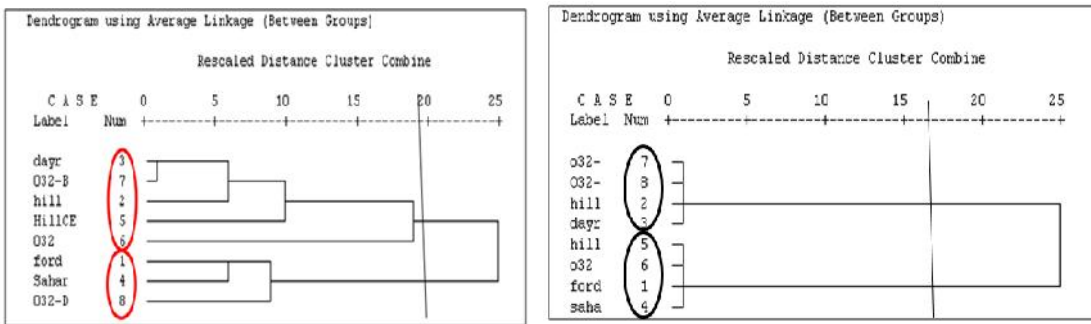 Dendrogram using Average Linkage (Between Groups)
Rescaled Distance Cluster Combine
C A S E 0 5 10 15 20 25
Label Num +---------+---------+---------+---------+---------+
dayr 3
O32-B 7
hill 2
HillCE 5
O32 6
ford 1
Sahar 4
O32-D 8
Dendrogram using Average Linkage (Between Groups)
Rescaled Distance Cluster Combine
C A S E 0 5 10 15 20 25
Label Num +---------+---------+---------+---------+---------+
o32- 7
O32- 8
hill 2
dayr 3
hill 5
o32 6
ford 1
saha 4